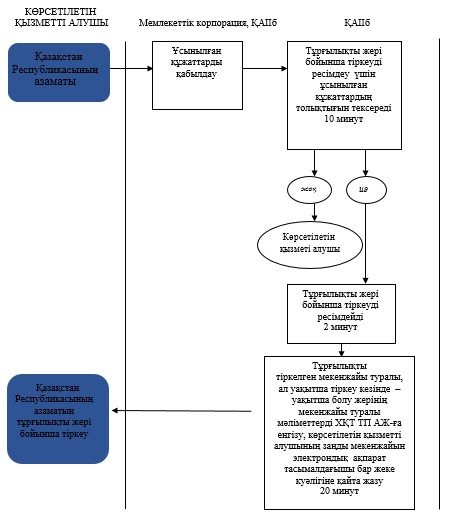 КӨРСЕТІЛЕТІН
ҚЫЗМЕТТІ АЛУШЫ
Мемлекеттік корпорация, ҚАІІб
ҚАІІб
Қазақстан
Республикасының
азаматы
Ұсынылған
құжаттарды
қабылдау
Тұрғылықты жері
бойынша тіркеуді
ресімдеу үшін
ұсынылған
құжаттардың
толықтығын тексереді
10 минут
жоқ
иә
Көрсетілетін
қызметі алушы
Тұрғылықты жері
бойынша тіркеуді
ресімдейді
2 минут
Тұрғылықты
тіркелген мекенжайы туралы,
ал уақытша тіркеу кезінде –
уақытша болу жерінің
мекенжайы туралы
мәліметтерді ХҚТ ТП АЖ-ға
енгізу, көрсетілетін қызметті
алушының заңды мекенжайын
электрондық ақпарат
тасымалдағышы бар жеке
куәлігіне қайта жазу
20 минут
Қазақстан
Республикасының
азаматын
тұрғылықты жері
бойынша тіркеу